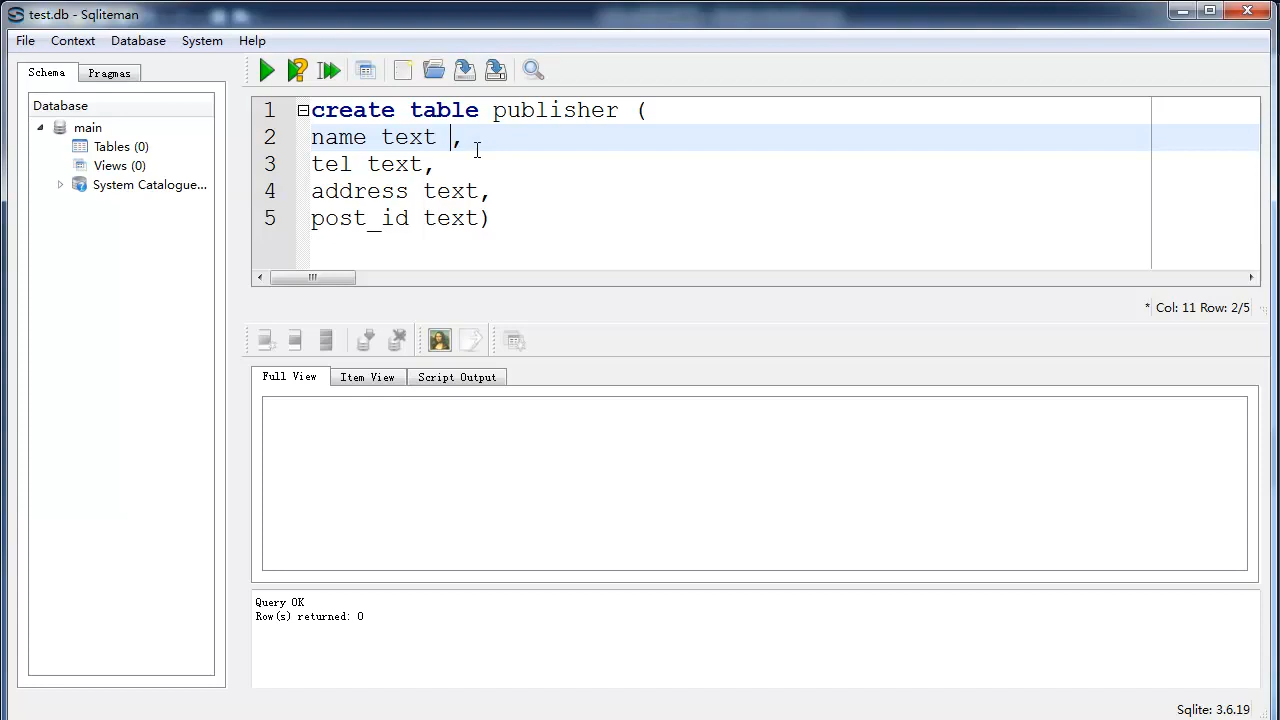 test.db - Sqliteman
File Context Database System Help
Schema Pragmas
Database
main
Tables (0)
Views (0)
System Catalogue...
1 create table publisher (
2 name text ,
3 tel text,
4 address text,
5 post_id text)
* Col: 11 Row: 2/5
Full View Item View Script Output
Query OK
Row(s) returned: 0
Sqlite: 3.6.19